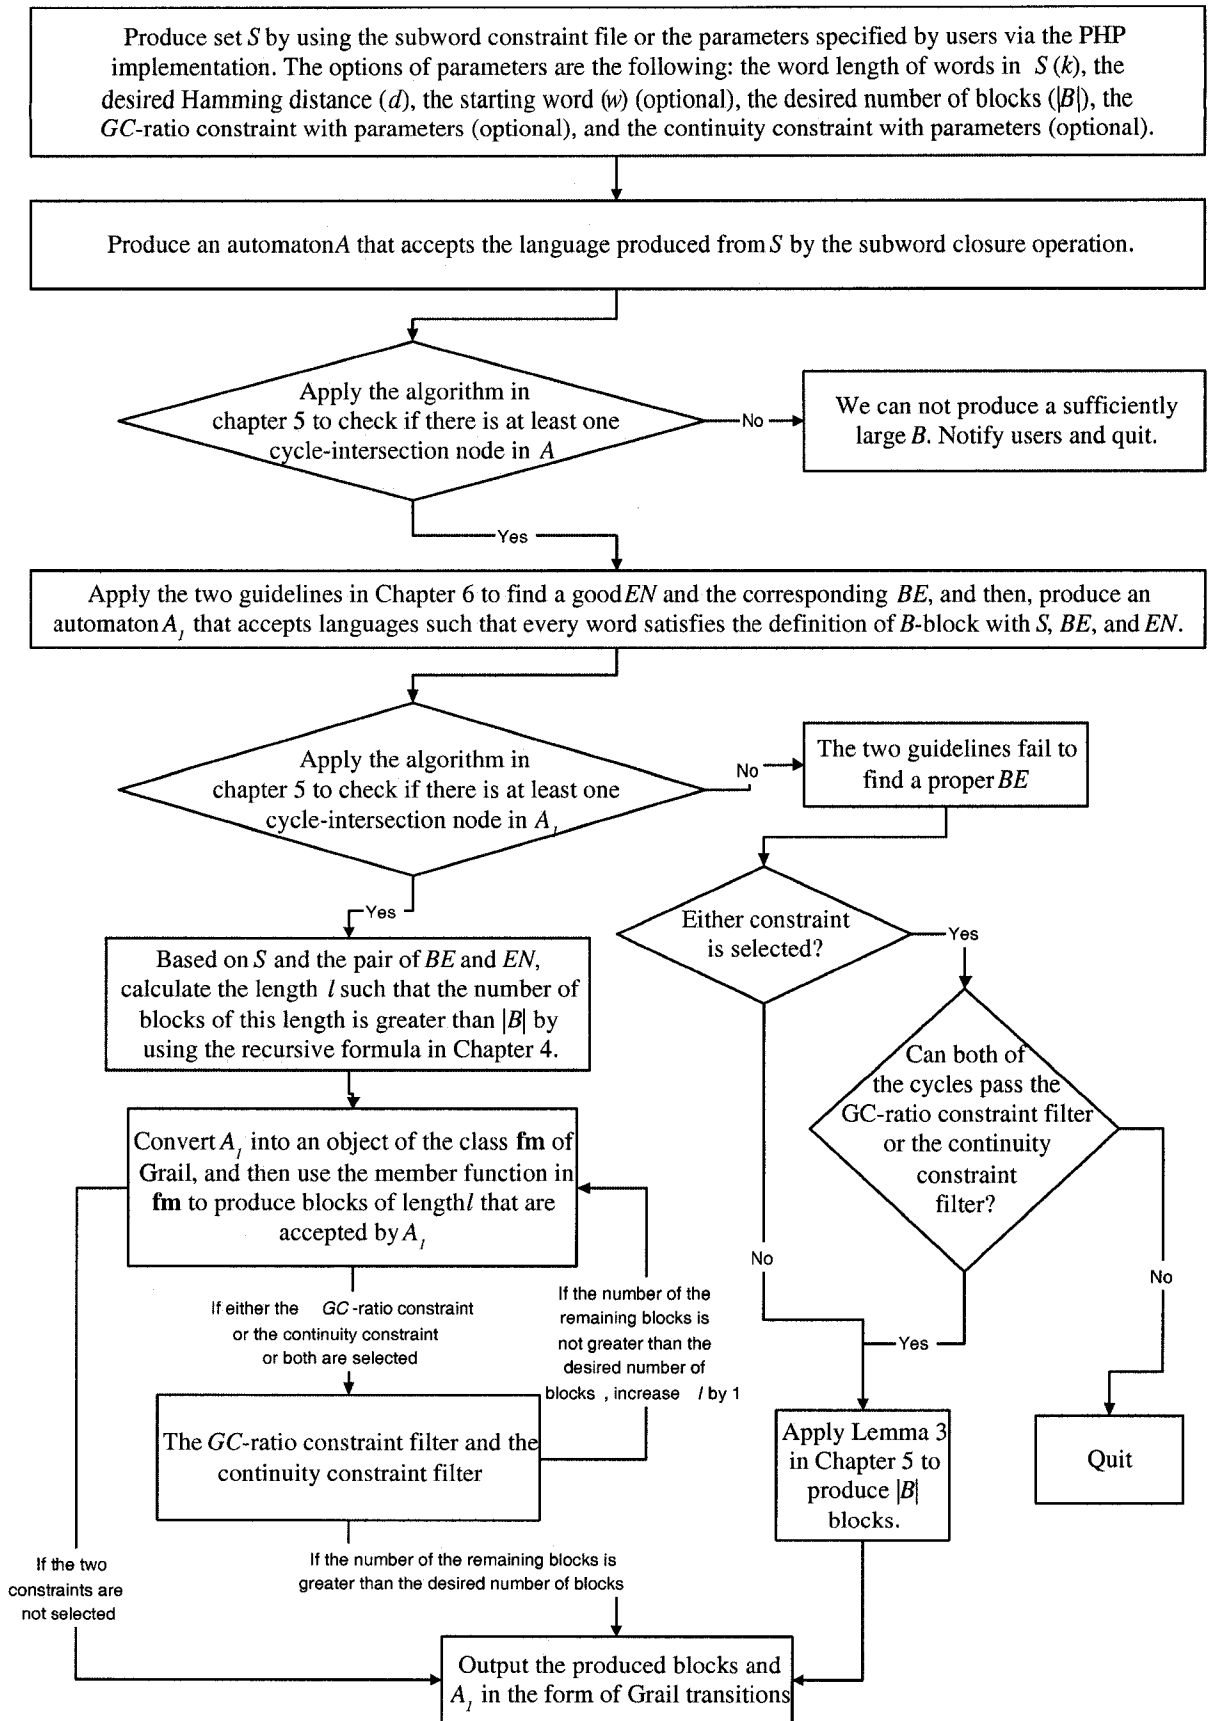 Produce set S by using the subword constraint file or the parameters specified by users via the PHP
implementation. The options of parameters are the following: the word length of words in S (k), the
desired Hamming distance (d), the starting word (w) (optional), the desired number of blocks (|B|), the
GC-ratio constraint with parameters (optional), and the continuity constraint with parameters (optional).
Produce an automaton A that accepts the language produced from S by the subword closure operation.
Apply the algorithm in
chapter 5 to check if there is at least one
cycle-intersection node in A
No
We can not produce a sufficiently
large B. Notify users and quit.
Yes
Apply the two guidelines in Chapter 6 to find a good EN and the corresponding BE, and then, produce an
automaton A1 that accepts languages such that every word satisfies the definition of B-block with S, BE, and EN.
Apply the algorithm in
chapter 5 to check if there is at least one
cycle-intersection node in A1
No
The two guidelines fail to
find a proper BE
Yes
Either constraint
is selected?
Yes
Based on S and the pair of BE and EN,
calculate the length l such that the number of
blocks of this length is greater than |B| by
using the recursive formula in Chapter 4.
Can both of
the cycles pass the
GC-ratio constraint filter
or the continuity
constraint
filter?
Convert A1 into an object of the class fm of
Grail, and then use the member function in
fm to produce blocks of length l that are
accepted by A1
No
No
If either the GC-ratio constraint
or the continuity constraint
or both are selected
If the number of the
remaining blocks is
not greater than the
desired number of
blocks , increase l by 1
Yes
The GC-ratio constraint filter and the
continuity constraint filter
Apply Lemma 3
in Chapter 5 to
produce |B|
blocks.
Quit
If the two
constraints are
not selected
If the number of the remaining blocks is
greater than the desired number of blocks
Output the produced blocks and
A1 in the form of Grail transitions